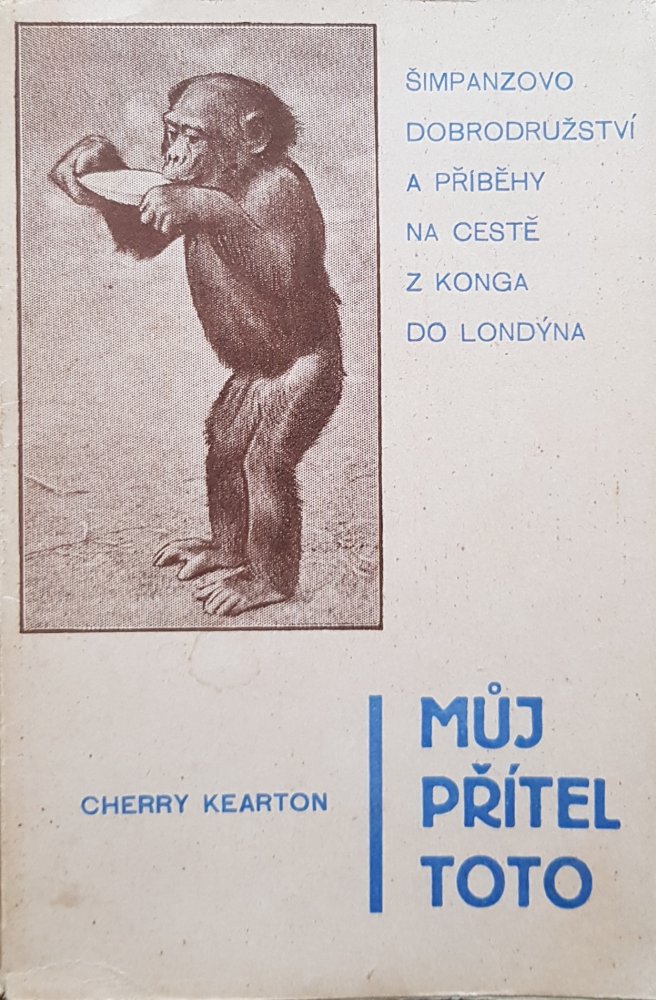 ŠIMPANZOVO
DOBRODRUŽSTVÍ
A PŘÍBĚHY
NA CESTĚ
Z KONGA
DO LONDÝNA
CHERRY KEARTON
MŮJ
PŘÍTEL
TOTO